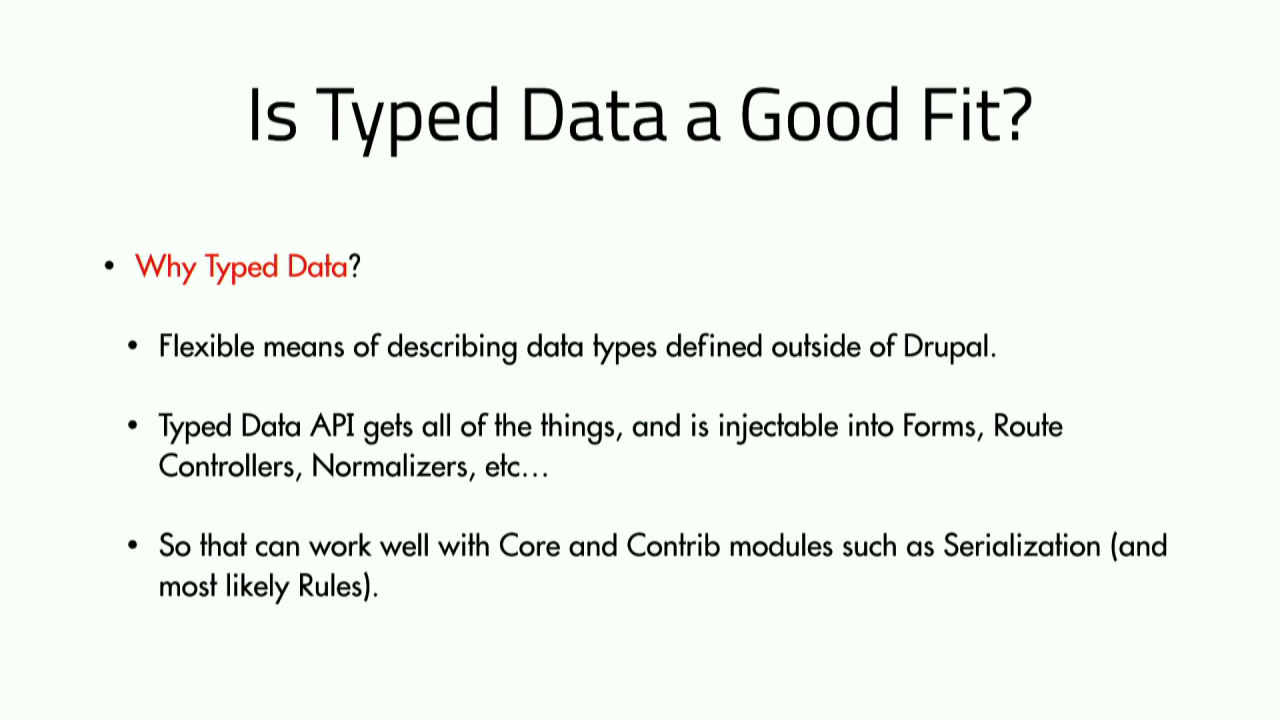 Is Typed Data a Good Fit?
• Why Typed Data?
• Flexible means of describing data types defined outside of Drupal.
• Typed Data API gets all of the things, and is injectable into Forms, Route
Controllers, Normalizers, etc...
• So that can work well with Core and Contrib modules such as Serialization (and
most likely Rules).